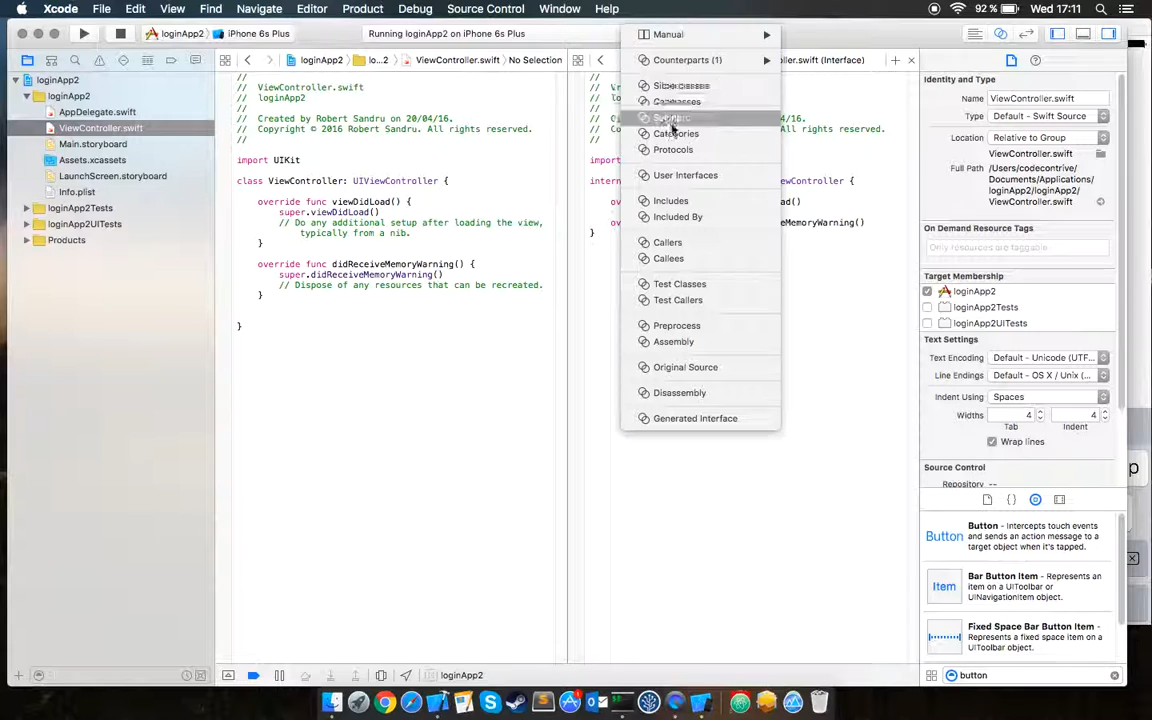 Xcode File Edit View Find Navigate Editor Product Debug Source Control Window Help 92 % Wed 17:11
loginApp2 iPhone 6s Plus Running loginApp2 on iPhone 6s Plus
loginApp2
loginApp2
AppDelegate.swift
ViewController.swift
Main.storyboard
Assets.xcassets
LaunchScreen.storyboard
Info.plist
loginApp2Tests
loginApp2UITests
Products
loginApp2 lo...2 ViewController.swift No Selection
//
// ViewController.swift
// loginApp2
//
// Created by Robert Sandru on 20/04/16.
// Copyright © 2016 Robert Sandru. All rights reserved.
//
import UIKit
class ViewController: UIViewController {
override func viewDidLoad() {
super.viewDidLoad()
// Do any additional setup after loading the view,
typically from a nib.
}
override func didReceiveMemoryWarning() {
super.didReceiveMemoryWarning()
// Dispose of any resources that can be recreated.
}
}
Manual
Counterparts (1)
Categories
Protocols
User Interfaces
Includes
Included By
Callers
Callees
Test Classes
Test Callers
Preprocess
Assembly
Original Source
Disassembly
Generated Interface
ler.swift (Interface)
//
//
//
//
//
//
4/16.
All rights reserved.
Controller {
ad()
eMemoryWarning()
}
Identity and Type
Name ViewController.swift
Type Default - Swift Source
Location Relative to Group
ViewController.swift
Full Path /Users/codecontrive/
Documents/Applications/
loginApp2/loginApp2/
ViewController.swift
On Demand Resource Tags
Only resources are taggable
Target Membership
loginApp2
loginApp2Tests
loginApp2UITests
Text Settings
Text Encoding Default - Unicode (UTF...
Line Endings Default - OS X / Unix (...
Indent Using Spaces
Widths 4 4
Tab Indent
Wrap lines
Source Control
Repository --
Button - Intercepts touch events
and sends an action message to a
target object when it's tapped.
Button
Bar Button Item - Represents an
item on a UIToolbar or
UINavigationItem object.
Item
Fixed Space Bar Button Item -
Represents a fixed space item on a
UIToolbar object.
button
loginApp2
p